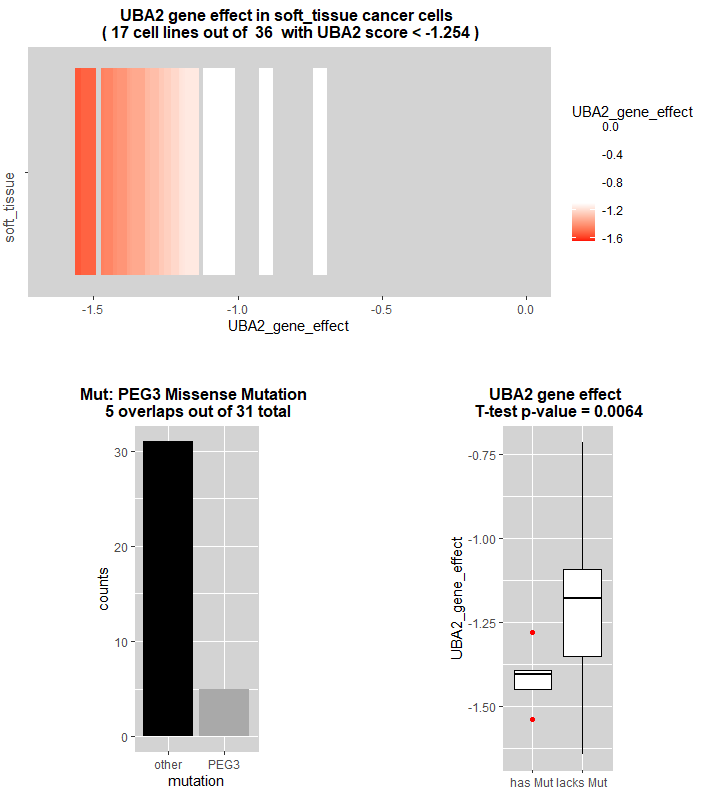 UBA2 gene effect in soft_tissue cancer cells
( 17 cell lines out of 36 with UBA2 score < -1.254 )
soft_tissue
-1.5
-1.0
-0.5
0.0
UBA2_gene_effect
UBA2_gene_effect
0.0
-0.4
-0.8
-1.2
-1.6
Mut: PEG3 Missense Mutation
5 overlaps out of 31 total
counts
30
20
10
0
other
PEG3
mutation
UBA2 gene effect
T-test p-value = 0.0064
UBA2_gene_effect
-0.75
-1.00
-1.25
-1.50
has Mut
lacks Mut